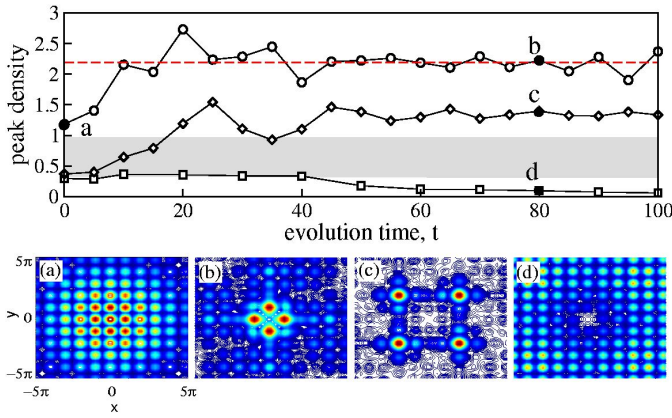 peak density
3
2.5
2
1.5
1
0.5
0
a
b
c
d
0 20 40 60 80 100
evolution time, t
(a) (b) (c) (d)
5π
y 0
−5π
−5π 0 5π
x